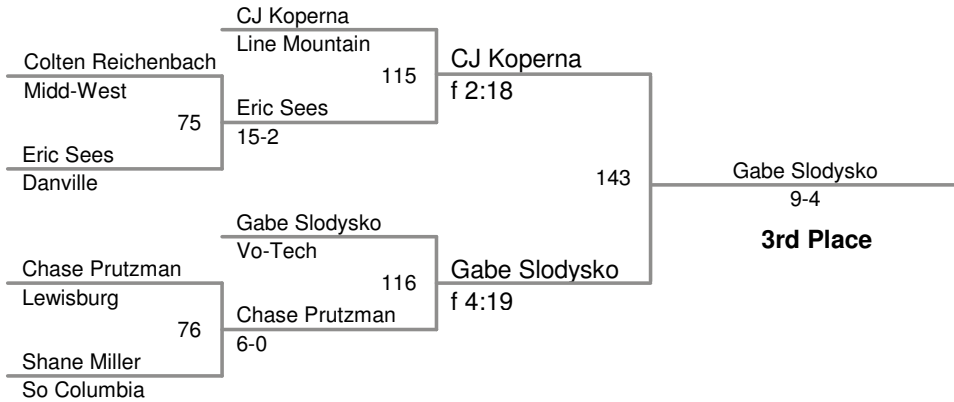 CJ Koperna
Line Mountain
Colten Reichenbach
Midd-West
115
CJ Koperna
f 2:18
75
Eric Sees
15-2
Eric Sees
Danville
143
Gabe Slodysko
9-4
3rd Place
Gabe Slodysko
Vo-Tech
Chase Prutzman
Lewisburg
116
Gabe Slodysko
f 4:19
76
Chase Prutzman
6-0
Shane Miller
So Columbia